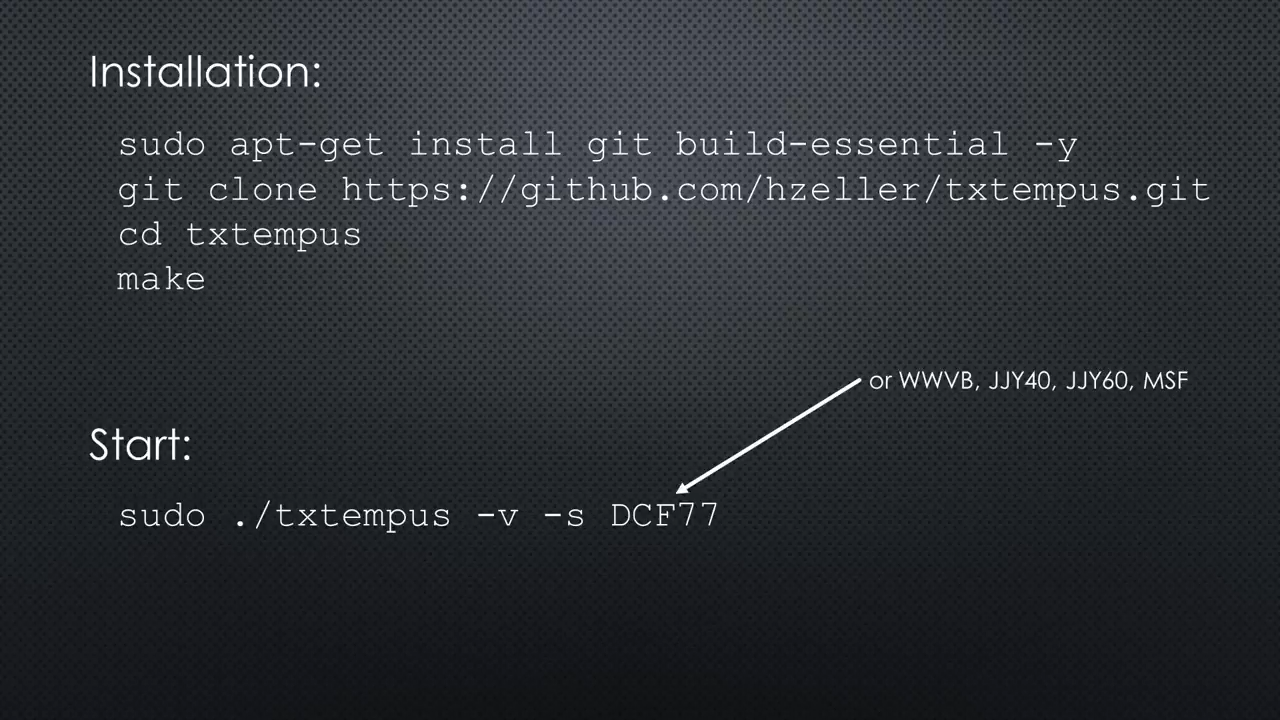 Installation:
sudo apt-get install git build-essential -y
git clone https://github.com/hzeller/txtempus.git
cd txtempus
make
or WWVB, JJY40, JJY60, MSF
Start:
sudo ./txtempus -v -s DCF77